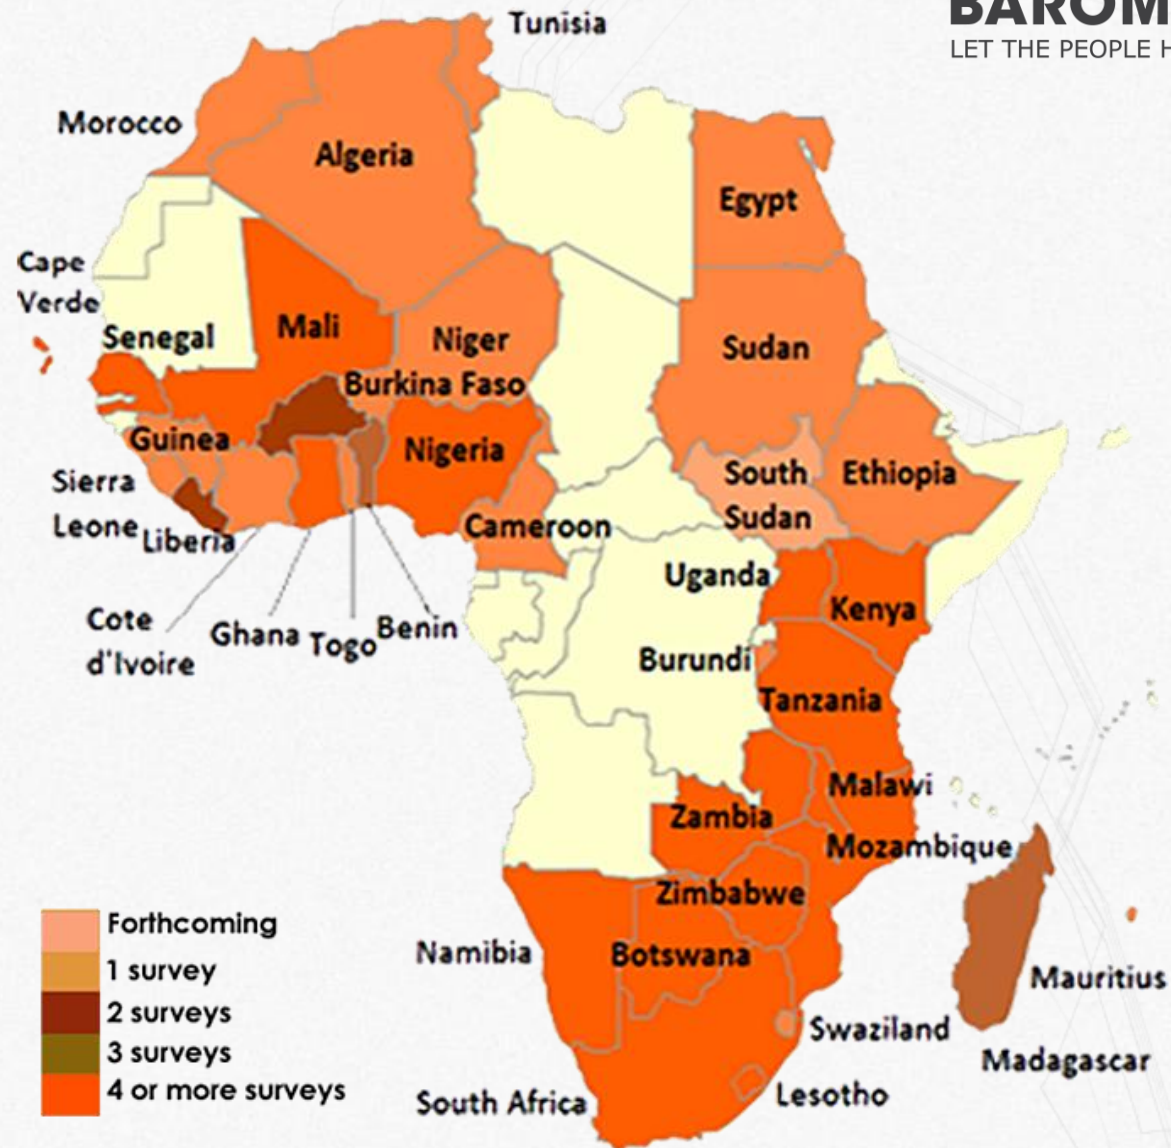 BAROM
LET THE PEOPLE H
Tunisia
Morocco
Algeria
Egypt
Cape
Verde
Senegal
Mali
Niger
Sudan
Burkina Faso
Guinea
Nigeria
South
Sudan
Ethiopia
Sierra
Leone
Liberia
Cameroon
Uganda
Kenya
Cote
d'Ivoire
Ghana
Togo
Benin
Burundi
Tanzania
Malawi
Zambia
Mozambique
Zimbabwe
Namibia
Botswana
Mauritius
Swaziland
Madagascar
South Africa
Lesotho
Forthcoming
1 survey
2 surveys
3 surveys
4 or more surveys